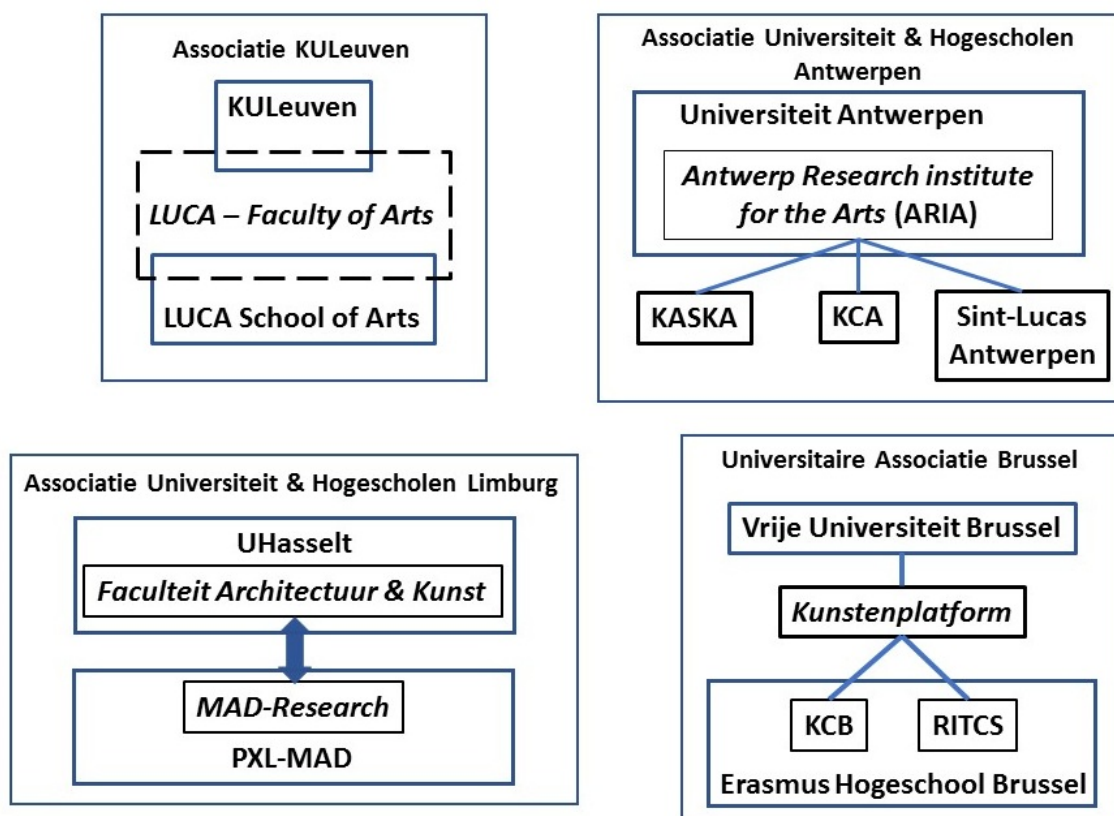 Associatie KULeuven
KULeuven
LUCA – Faculty of Arts
LUCA School of Arts
Associatie Universiteit & Hogescholen
Antwerpen
Universiteit Antwerpen
Antwerp Research institute
for the Arts (ARIA)
KASKA
KCA
Sint-Lucas
Antwerpen
Associatie Universiteit & Hogescholen Limburg
UHasselt
Faculteit Architectuur & Kunst
MAD-Research
PXL-MAD
Universitaire Associatie Brussel
Vrije Universiteit Brussel
Kunstenplatform
KCB
RITCS
Erasmus Hogeschool Brussel